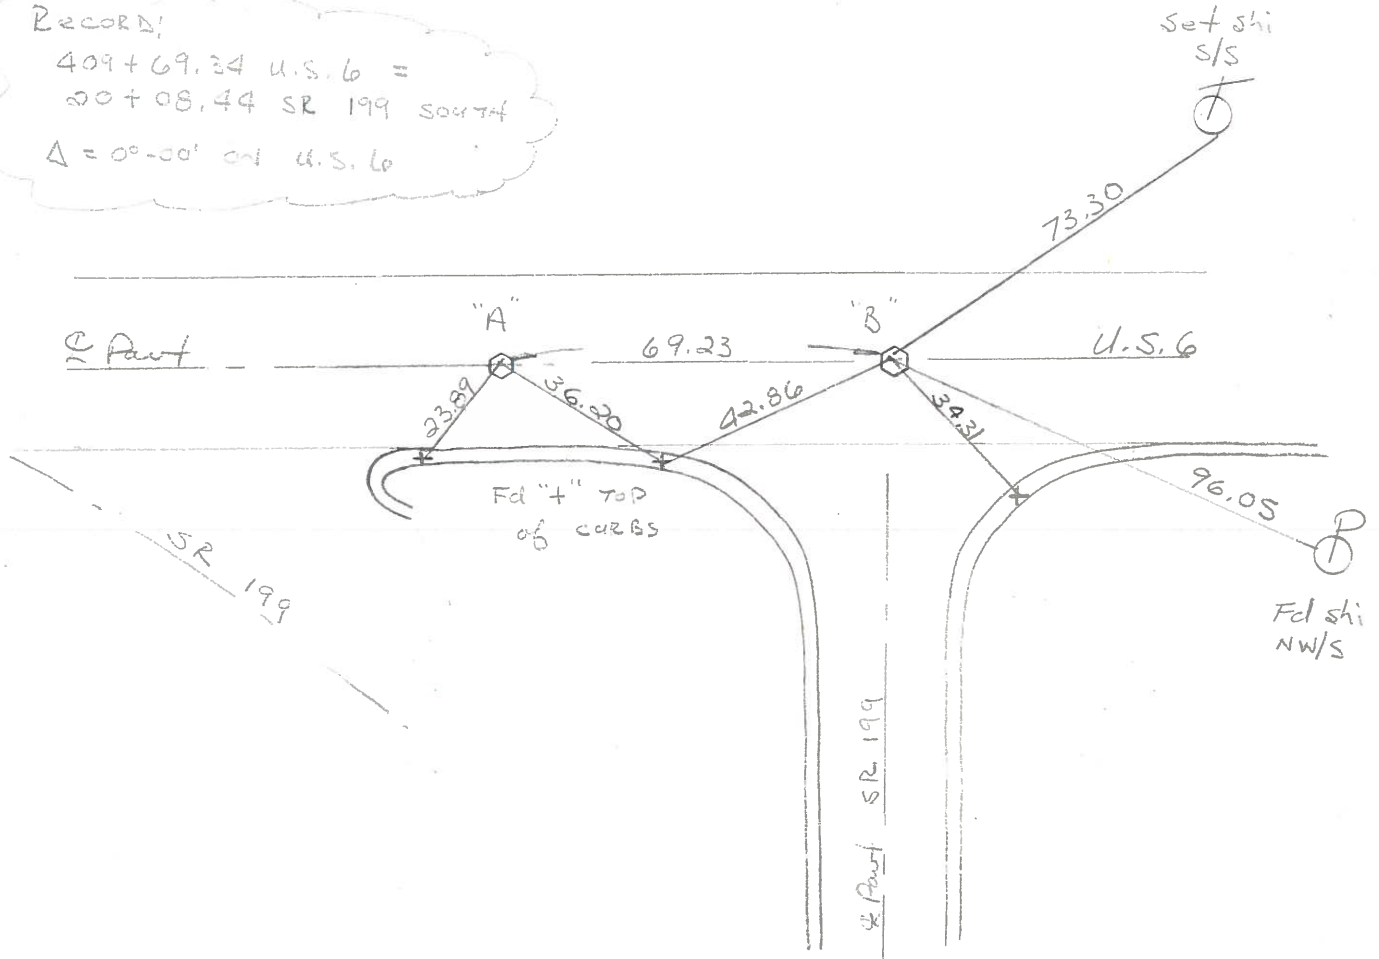 RECORD:
409+69.34 U.S.6 =
20+08.44 SR 199 SOUTH
Δ = 0°-00' on U.S.6
Set shi
S/S
73.30
"A"
"B"
℄ Pavt
69.23
U.S.6
23.89
36.20
42.86
34.31
96.05
Fd "+" TOP
of CURBS
SR 199
Fd shi
NW/S
℄ Pavt SR 199